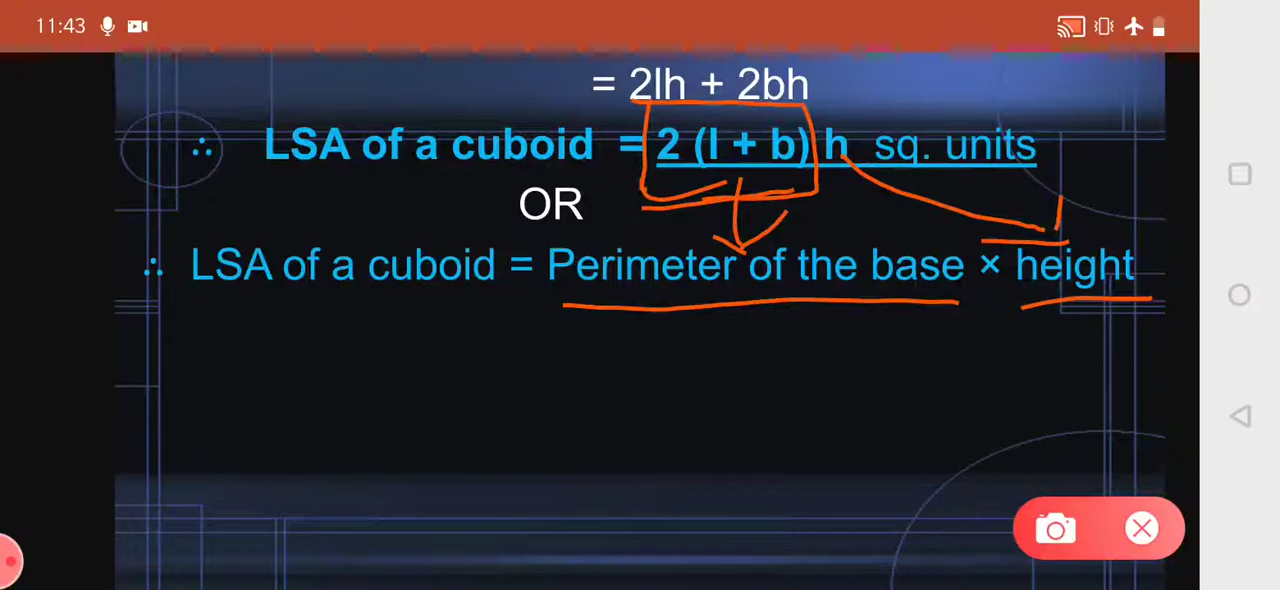 11:43
= 2lh + 2bh
∴ LSA of a cuboid = 2 (l + b) h sq. units
OR
∴ LSA of a cuboid = Perimeter of the base × height